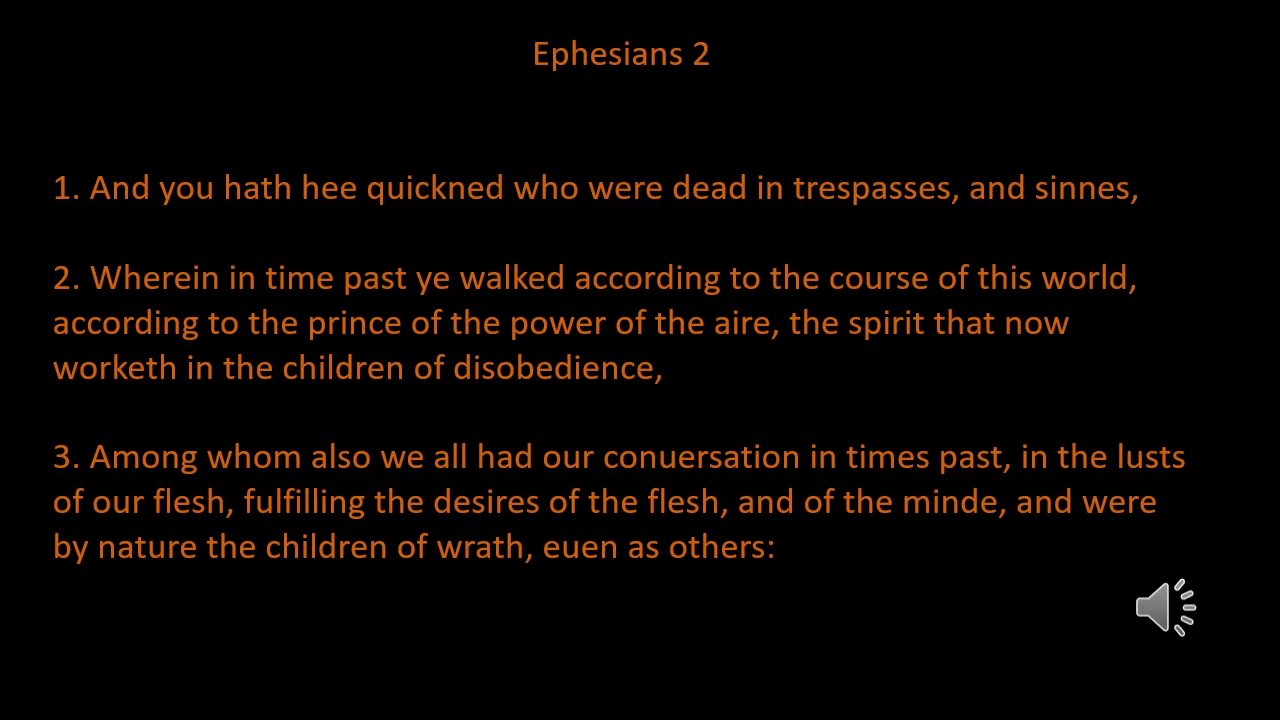 Ephesians 2
1. And you hath hee quickned who were dead in trespasses, and sinnes,
2. Wherein in time past ye walked according to the course of this world,
according to the prince of the power of the aire, the spirit that now
worketh in the children of disobedience,
3. Among whom also we all had our conuersation in times past, in the lusts
of our flesh, fulfilling the desires of the flesh, and of the minde, and were
by nature the children of wrath, euen as others: